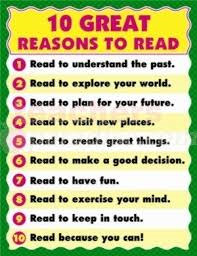 10 GREAT
REASONS TO READ
1 Read to understand the past.
2 Read to explore your world.
3 Read to plan for your future.
4 Read to visit new places.
5 Read to create great things.
6 Read to make a good decision.
7 Read to have fun.
8 Read to exercise your mind.
9 Read to keep in touch.
10 Read because you can!